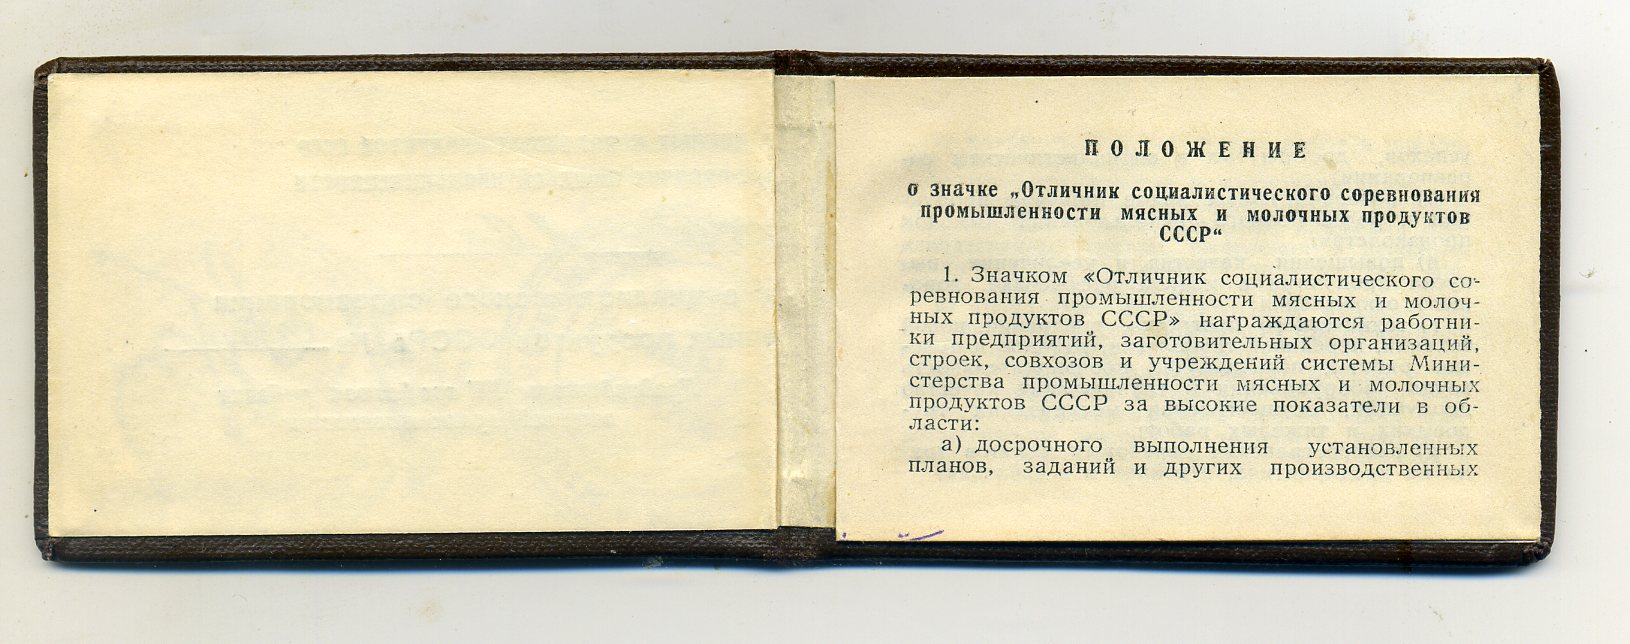 ПОЛОЖЕНИЕ
о значке „Отличник социалистического соревнования
промышленности мясных и молочных продуктов
СССР“
1. Значком «Отличник социалистического со-
ревнования промышленности мясных и молоч-
ных продуктов СССР» награждаются работни-
ки предприятий, заготовительных организаций,
строек, совхозов и учреждений системы Мини-
стерства промышленности мясных и молочных
продуктов СССР за высокие показатели в об-
ласти:
а) досрочного выполнения установленных
планов, заданий и других производственных